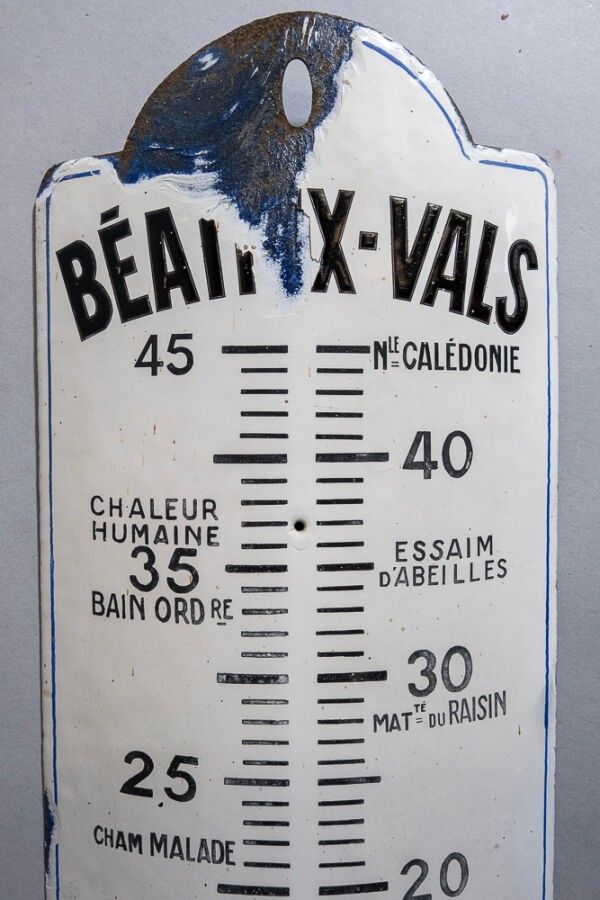 VALS
45 NLE CALÉDONIE
40
CHALEUR
HUMAINE
ESSAIM
35 D'ABEILLES
BAIN ORDRE
30
MATTÉ DU RAISIN
25
CHAM MALADE
20